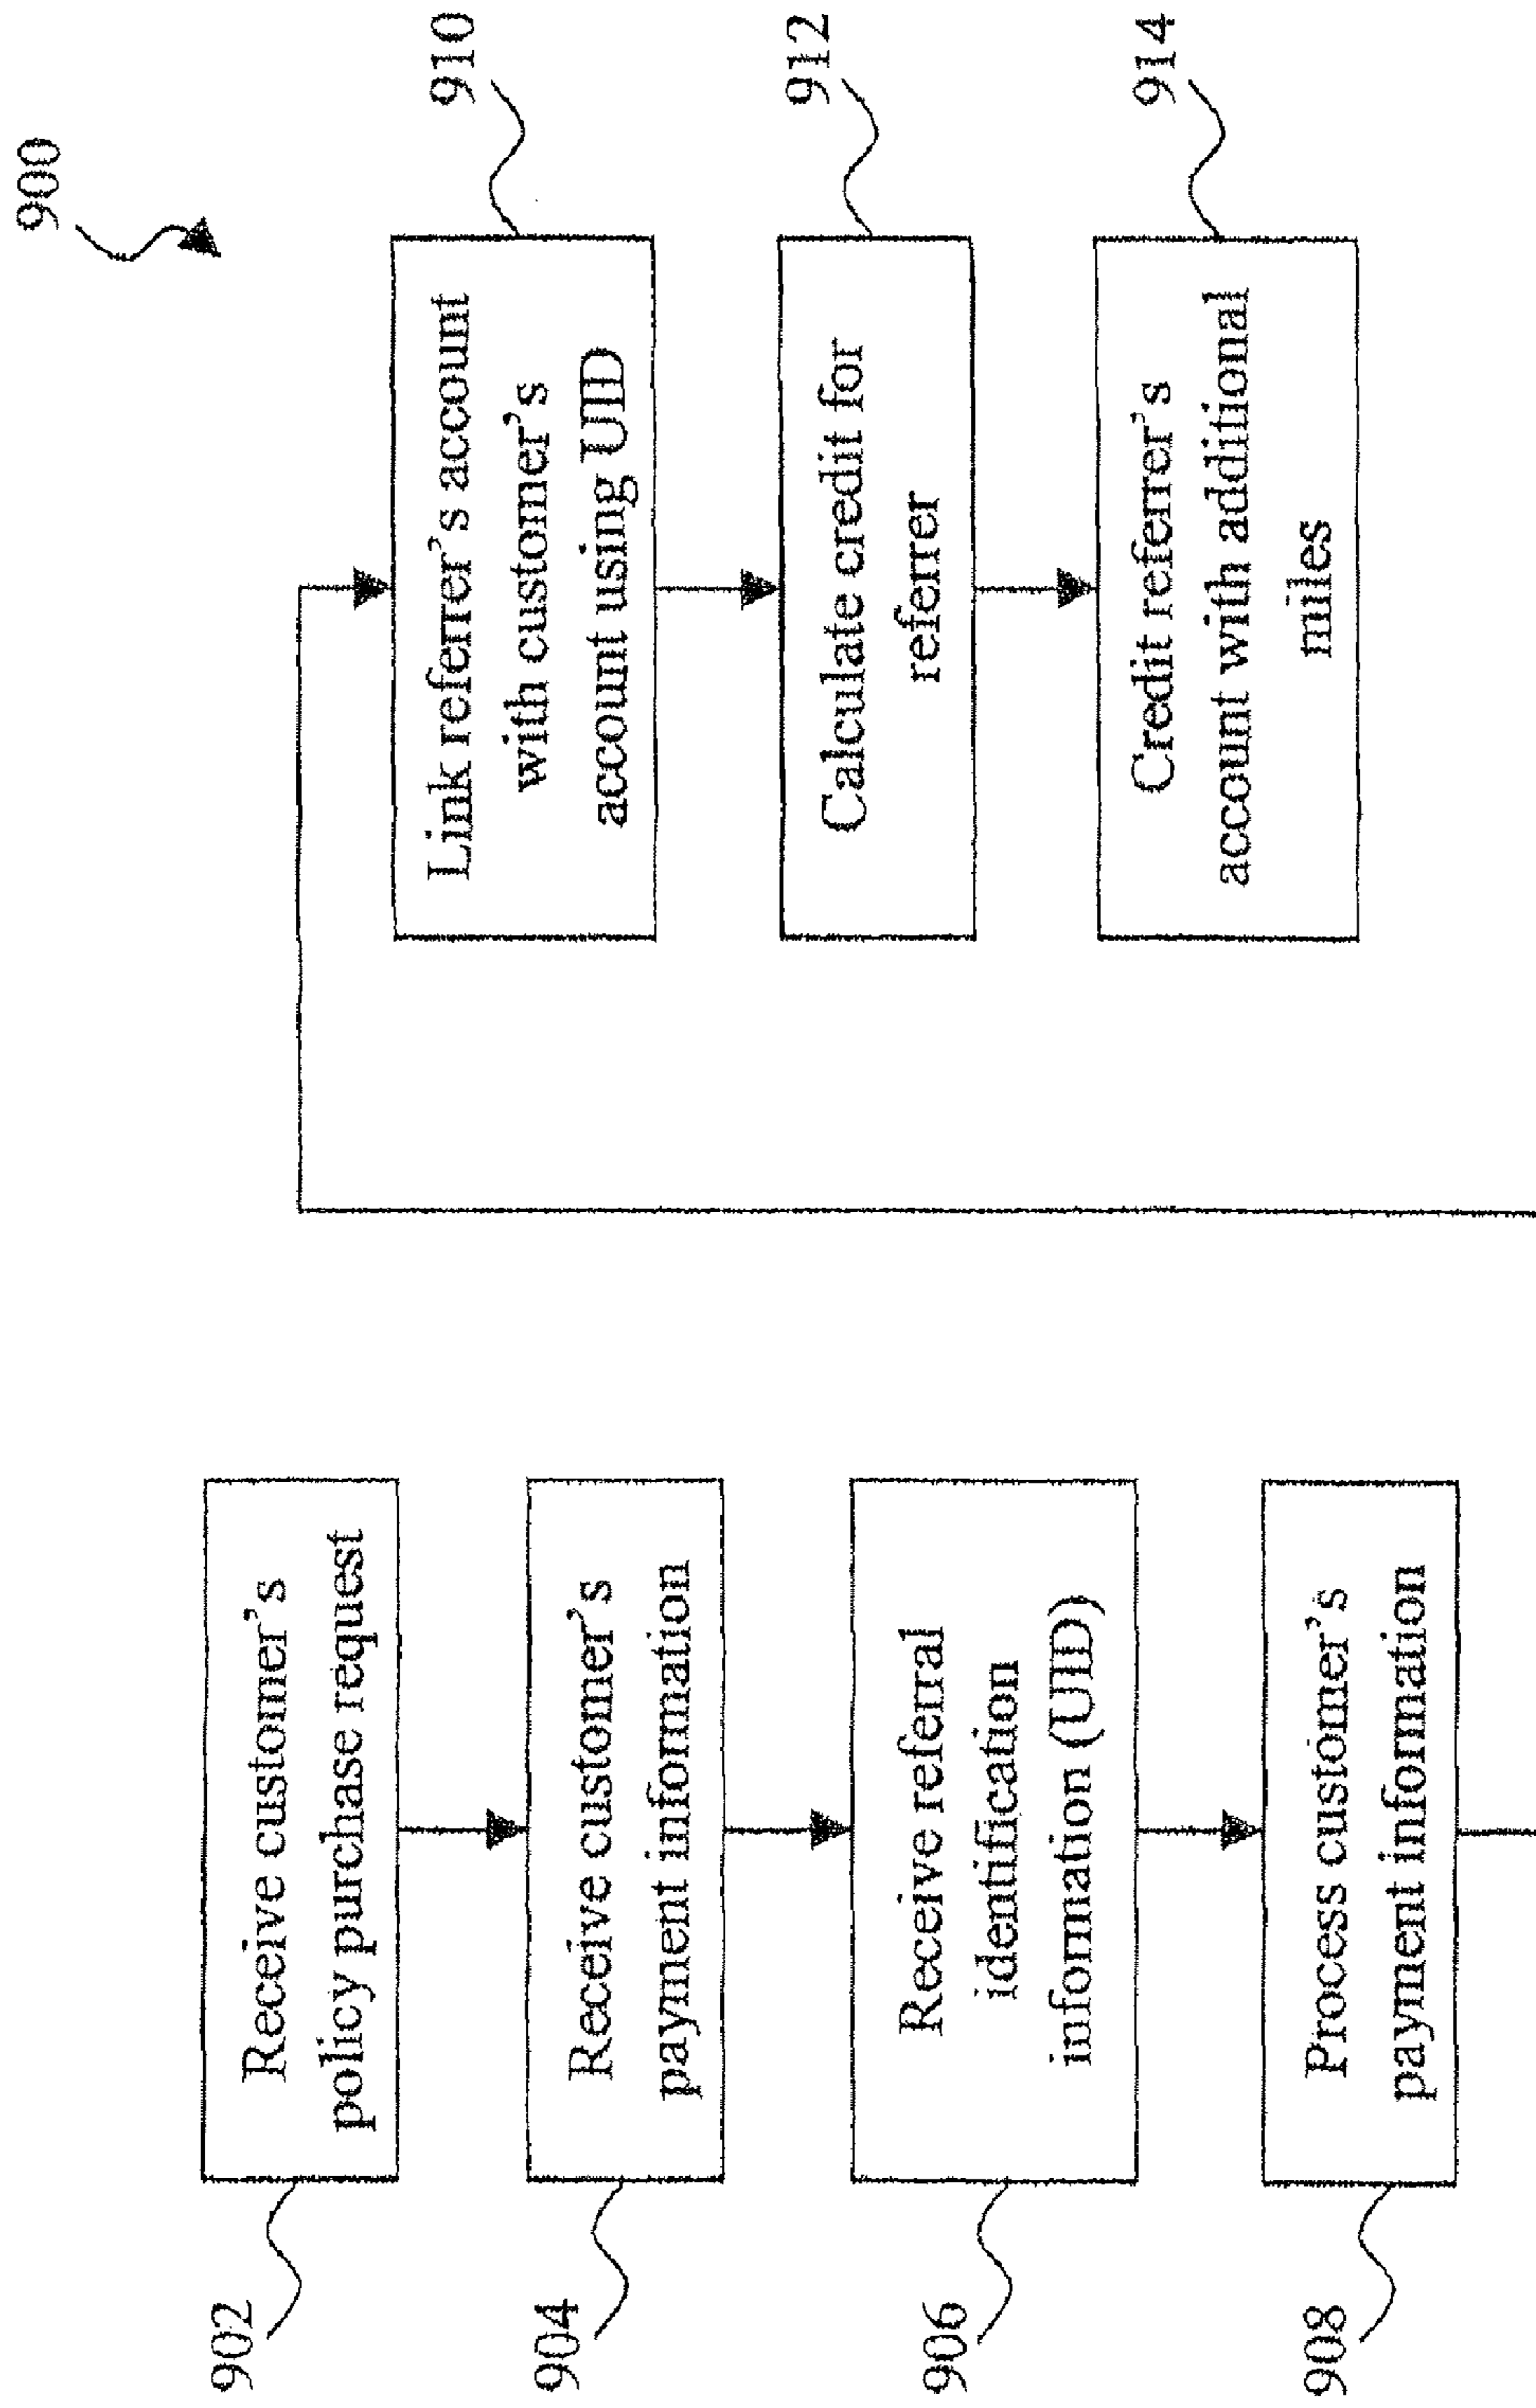 900
902
Receive customer's
policy purchase request
904
Receive customer's
payment information
906
Receive referral
identification
information (UID)
908
Process customer's
payment information
910
Link referrer's account
with customer's
account using UID
912
Calculate credit for
referrer
914
Credit referrer's
account with additional
miles